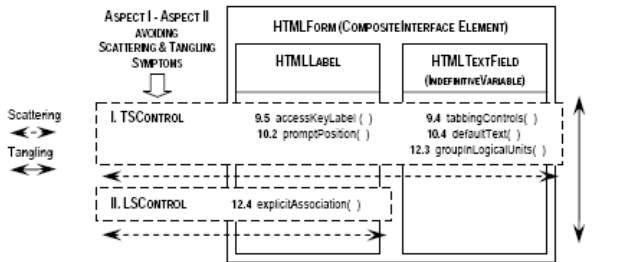 ASPECT I - ASPECT II
AVOIDING
SCATTERING & TANGLING
SYMPTOMS
HTMLFORM (COMPOSITEINTERFACE ELEMENT)
HTMLLABEL
HTMLTEXTFIELD
(INDEFINITIVEVARIABLE)
Scattering
Tangling
I. TSCONTROL
9.5 accessKeyLabel ( )
10.2 promptPosition( )
9.4 tabbingControls( )
10.4 defaultText( )
12.3 groupInLogicalUnits( )
II. LSCONTROL
12.4 explicitAssociation( )